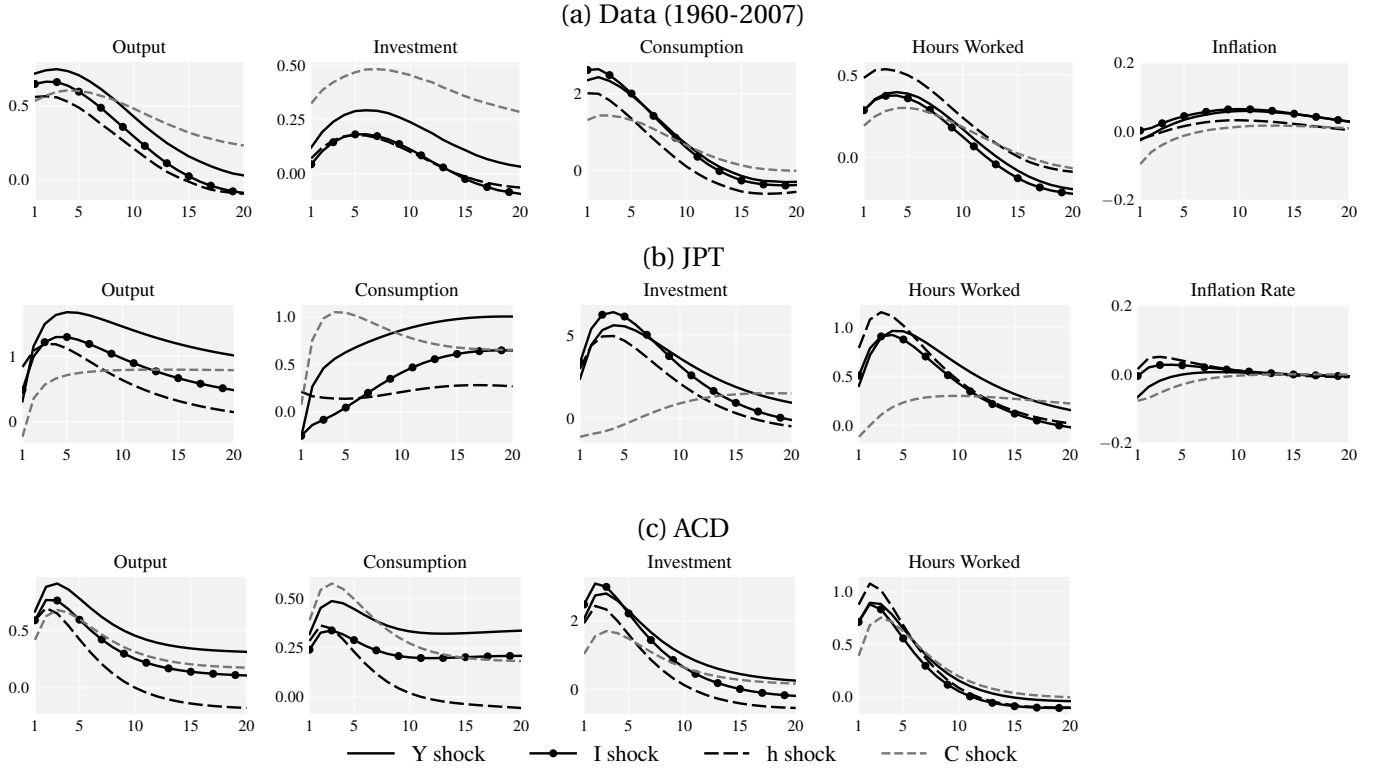 (a) Data (1960-2007)
Output Investment Consumption Hours Worked Inflation
0.5
0.0
1 5 10 15 20
0.50
0.25
0.00
1 5 10 15 20
2
0
1 5 10 15 20
0.5
0.0
1 5 10 15 20
0.2
0.0
−0.2
1 5 10 15 20
(b) JPT
Output Consumption Investment Hours Worked Inflation Rate
1
0
1 5 10 15 20
1.0
0.5
0.0
1 5 10 15 20
5
0
1 5 10 15 20
1.0
0.5
0.0
1 5 10 15 20
0.2
0.0
−0.2
1 5 10 15 20
(c) ACD
Output Consumption Investment Hours Worked
0.5
0.0
1 5 10 15 20
0.50
0.25
0.00
1 5 10 15 20
2
0
1 5 10 15 20
1.0
0.5
0.0
1 5 10 15 20
Y shock I shock h shock C shock